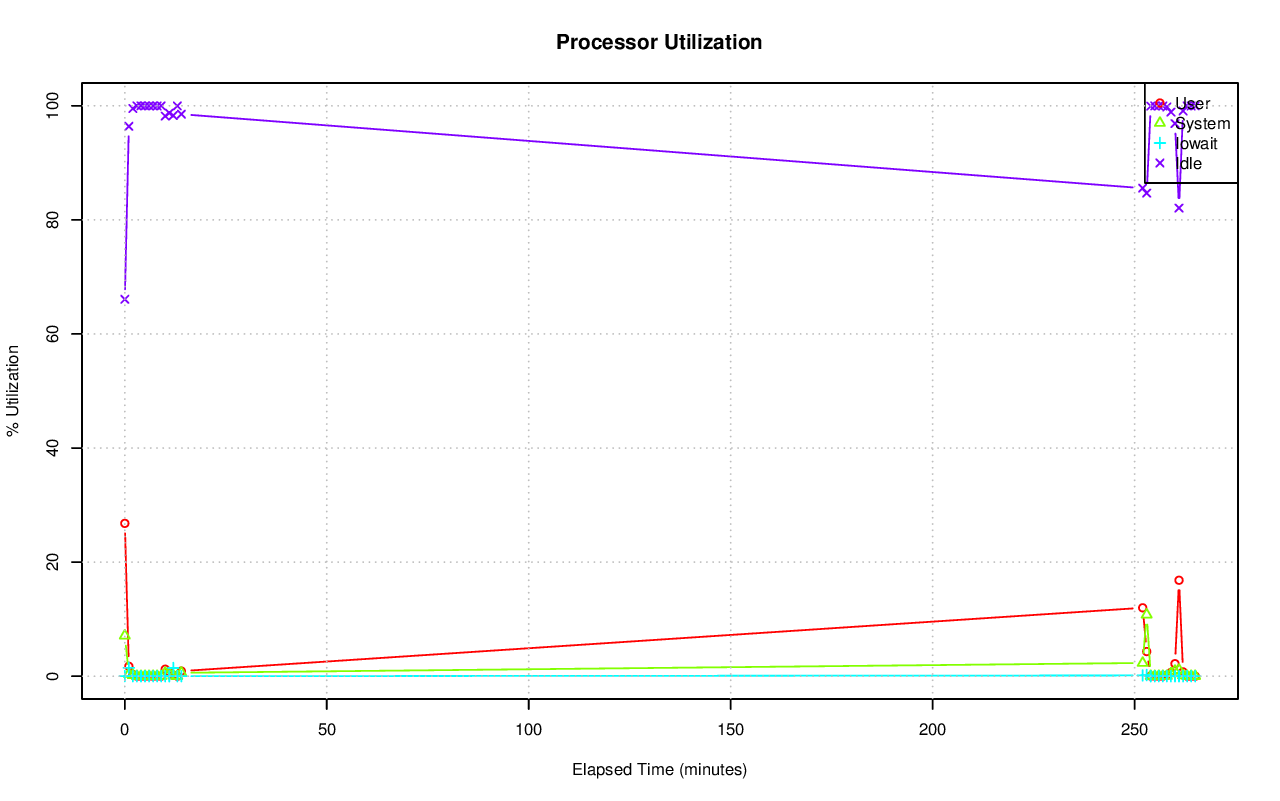 Processor Utilization
% Utilization
100
80
60
40
20
0
User
System
Iowait
Idle
0 50 100 150 200 250
Elapsed Time (minutes)